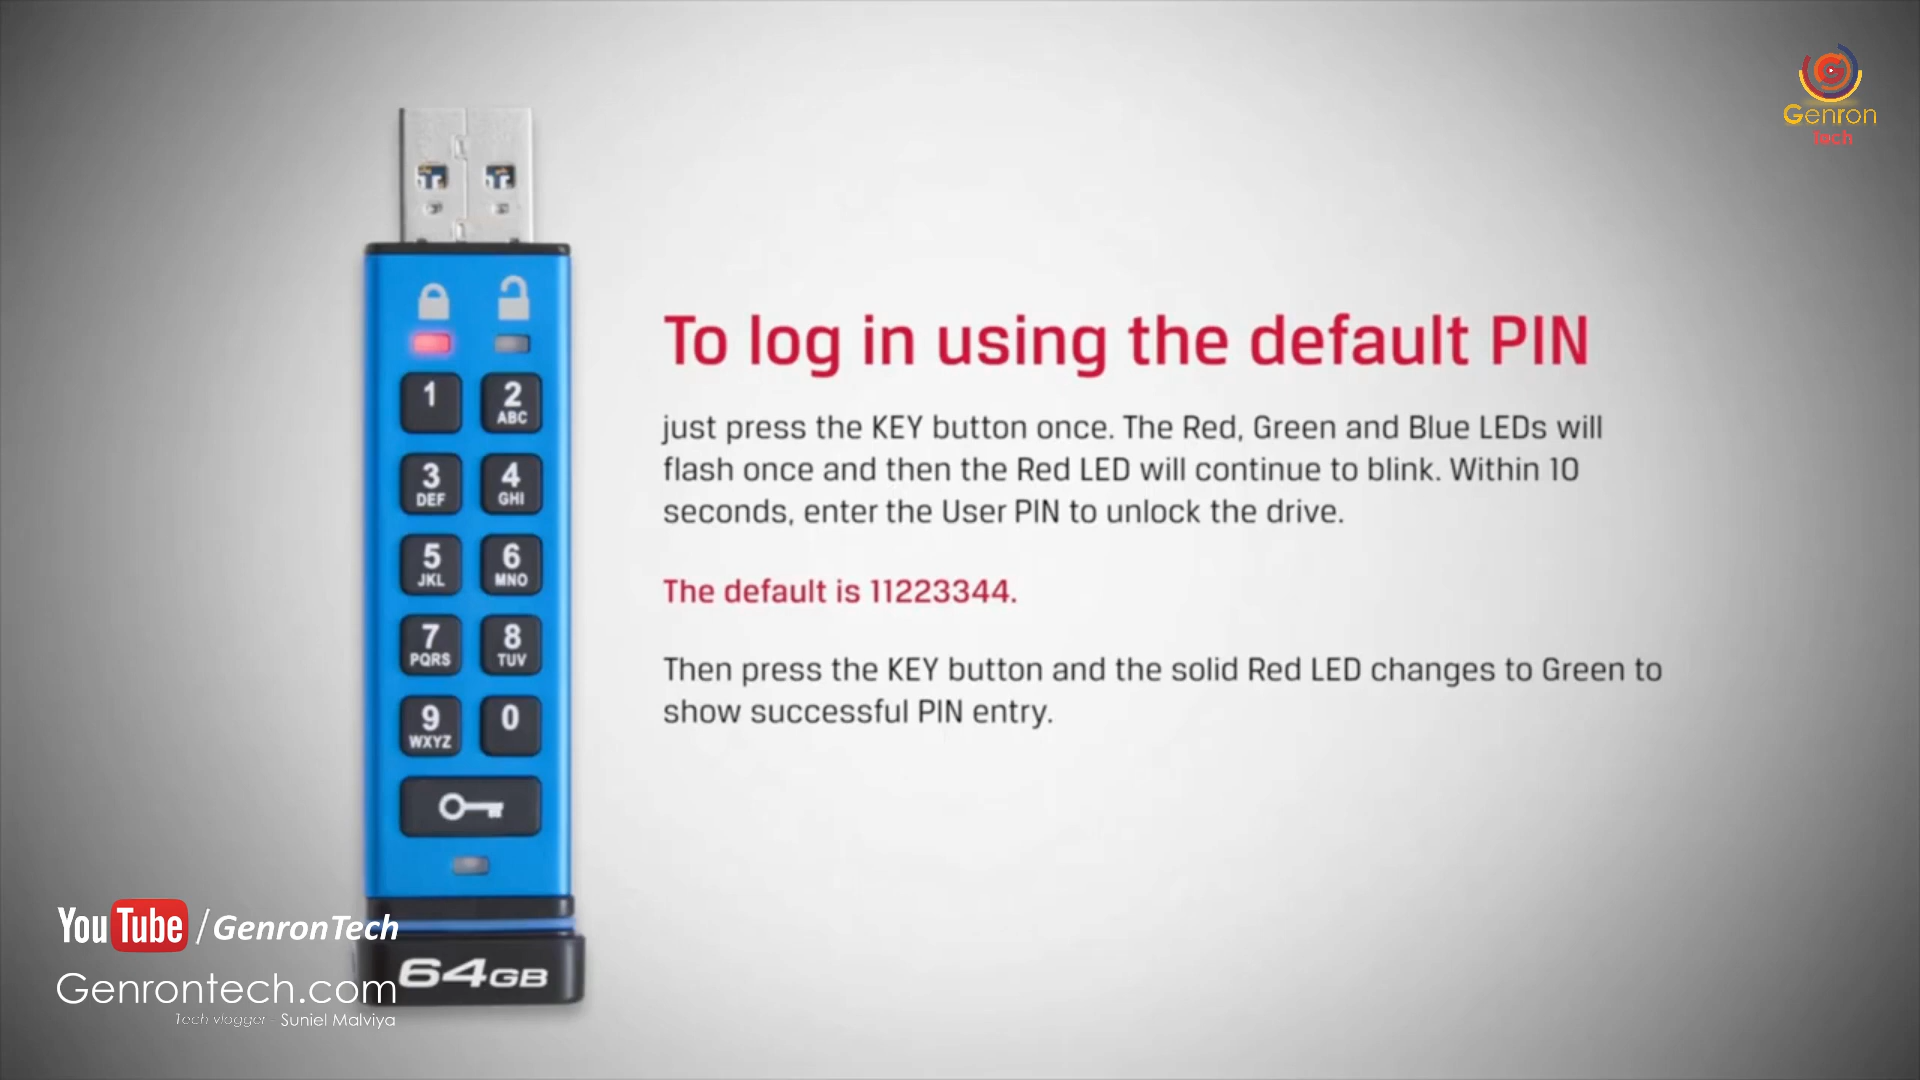 Genron
Tech
To log in using the default PIN
just press the KEY button once. The Red, Green and Blue LEDs will
flash once and then the Red LED will continue to blink. Within 10
seconds, enter the User PIN to unlock the drive.
The default is 11223344.
Then press the KEY button and the solid Red LED changes to Green to
show successful PIN entry.
1
2
ABC
3
DEF
4
GHI
5
JKL
6
MNO
7
PQRS
8
TUV
9
WXYZ
0
64GB
YouTube/GenronTech
Genrontech.com
Tech vlogger - Suniel Malviya